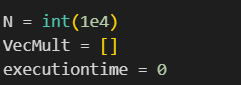 N = int(1e4)
VecMult = []
executiontime = 0